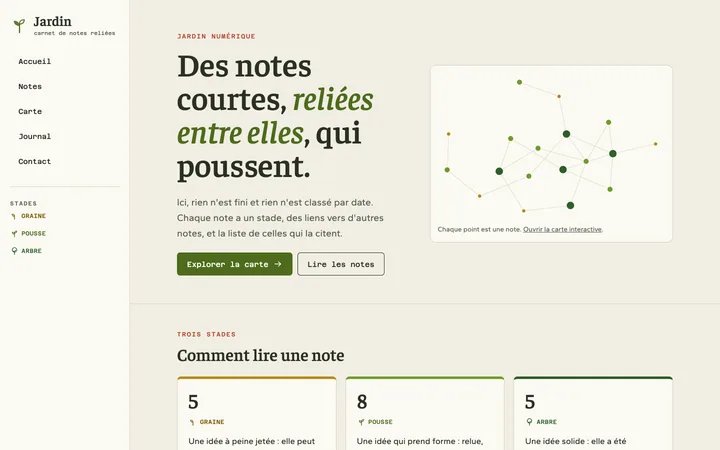 Jardin
carnet de notes reliées
Accueil
Notes
Carte
Journal
Contact
STADES
GRAINE
POUSSE
ARBRE
JARDIN NUMÉRIQUE
Des notes
courtes, reliées
entre elles, qui
poussent.
Ici, rien n'est fini et rien n'est classé par date.
Chaque note a un stade, des liens vers d'autres
notes, et la liste de celles qui la citent.
Explorer la carte →
Lire les notes
Chaque point est une note. Ouvrir la carte interactive.
TROIS STADES
Comment lire une note
5
GRAINE
Une idée à peine jetée : elle peut
8
POUSSE
Une idée qui prend forme : relue,
5
ARBRE
Une idée solide : elle a été